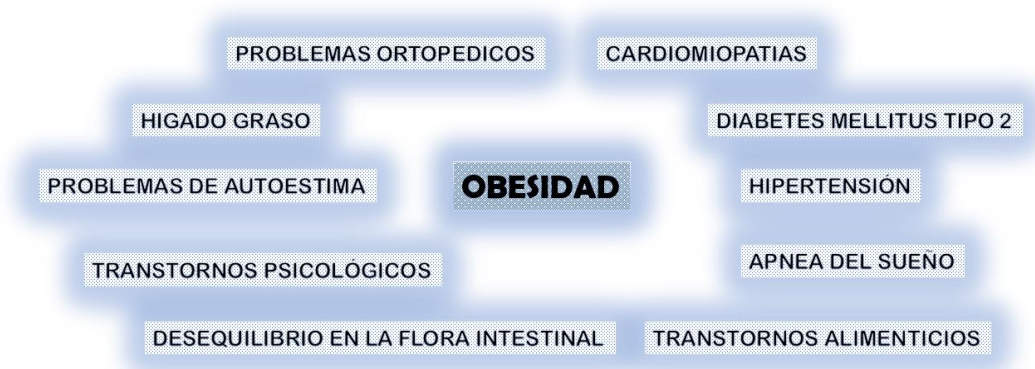 PROBLEMAS ORTOPEDICOS
CARDIOMIOPATIAS
HIGADO GRASO
DIABETES MELLITUS TIPO 2
PROBLEMAS DE AUTOESTIMA
OBESIDAD
HIPERTENSIÓN
TRANSTORNOS PSICOLÓGICOS
APNEA DEL SUEÑO
DESEQUILIBRIO EN LA FLORA INTESTINAL
TRANSTORNOS ALIMENTICIOS